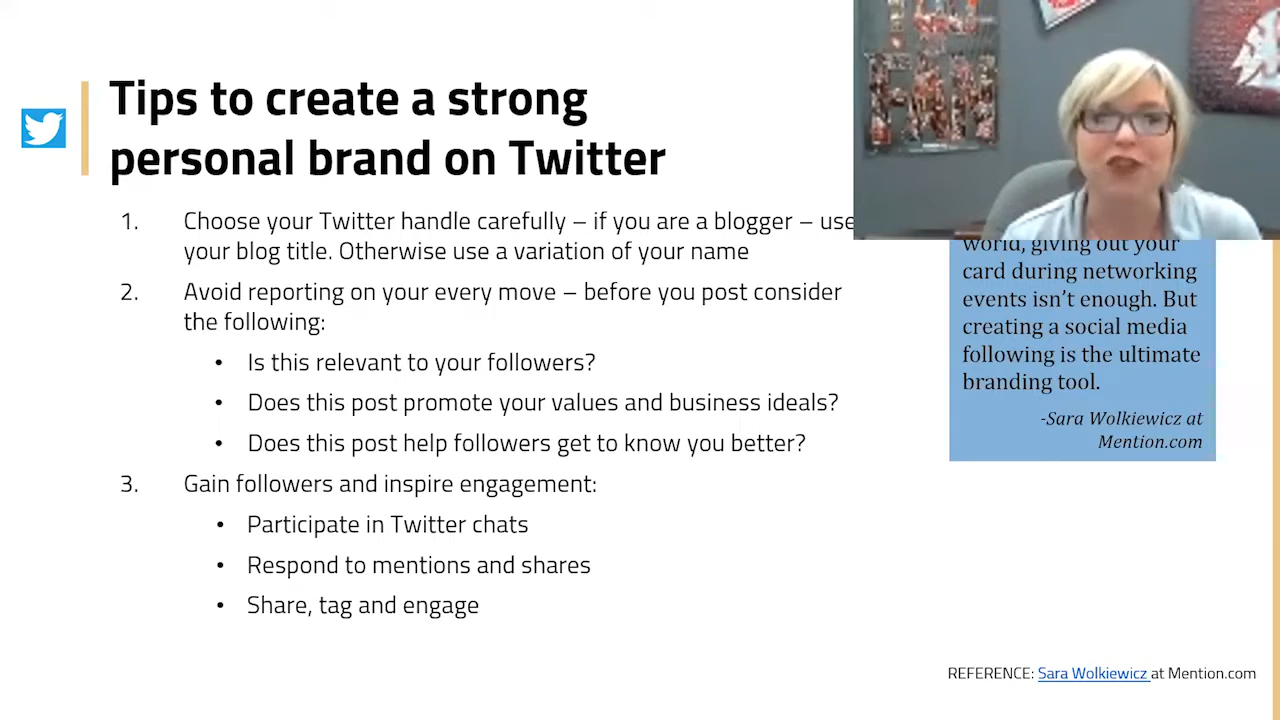 Tips to create a strong
personal brand on Twitter
1. Choose your Twitter handle carefully – if you are a blogger – use
your blog title. Otherwise use a variation of your name
2. Avoid reporting on your every move – before you post consider
the following:
• Is this relevant to your followers?
• Does this post promote your values and business ideals?
• Does this post help followers get to know you better?
3. Gain followers and inspire engagement:
• Participate in Twitter chats
• Respond to mentions and shares
• Share, tag and engage
world, giving out your
card during networking
events isn’t enough. But
creating a social media
following is the ultimate
branding tool.
-Sara Wolkiewicz at
Mention.com
REFERENCE: Sara Wolkiewicz at Mention.com